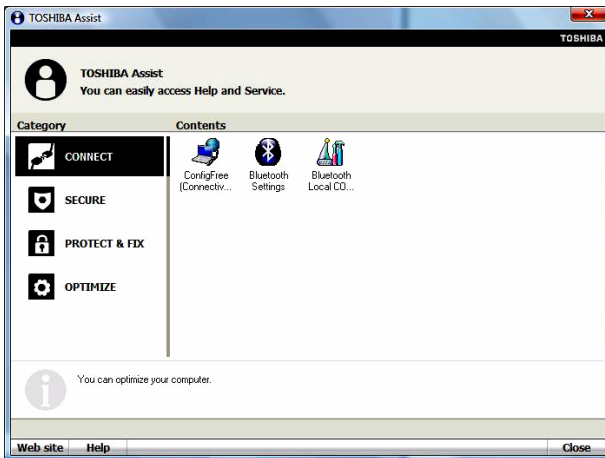 TOSHIBA Assist
TOSHIBA
TOSHIBA Assist
You can easily access Help and Service.
Category
Contents
CONNECT
SECURE
PROTECT & FIX
OPTIMIZE
ConfigFree
(Connectiv...
Bluetooth
Settings
Bluetooth
Local CO...
You can optimize your computer.
Web site
Help
Close